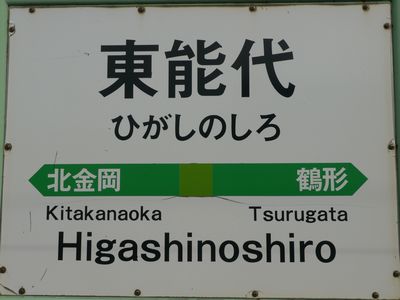 東能代
ひがしのしろ
北金岡 鶴形
Kitakanaoka Tsurugata
Higashinoshiro